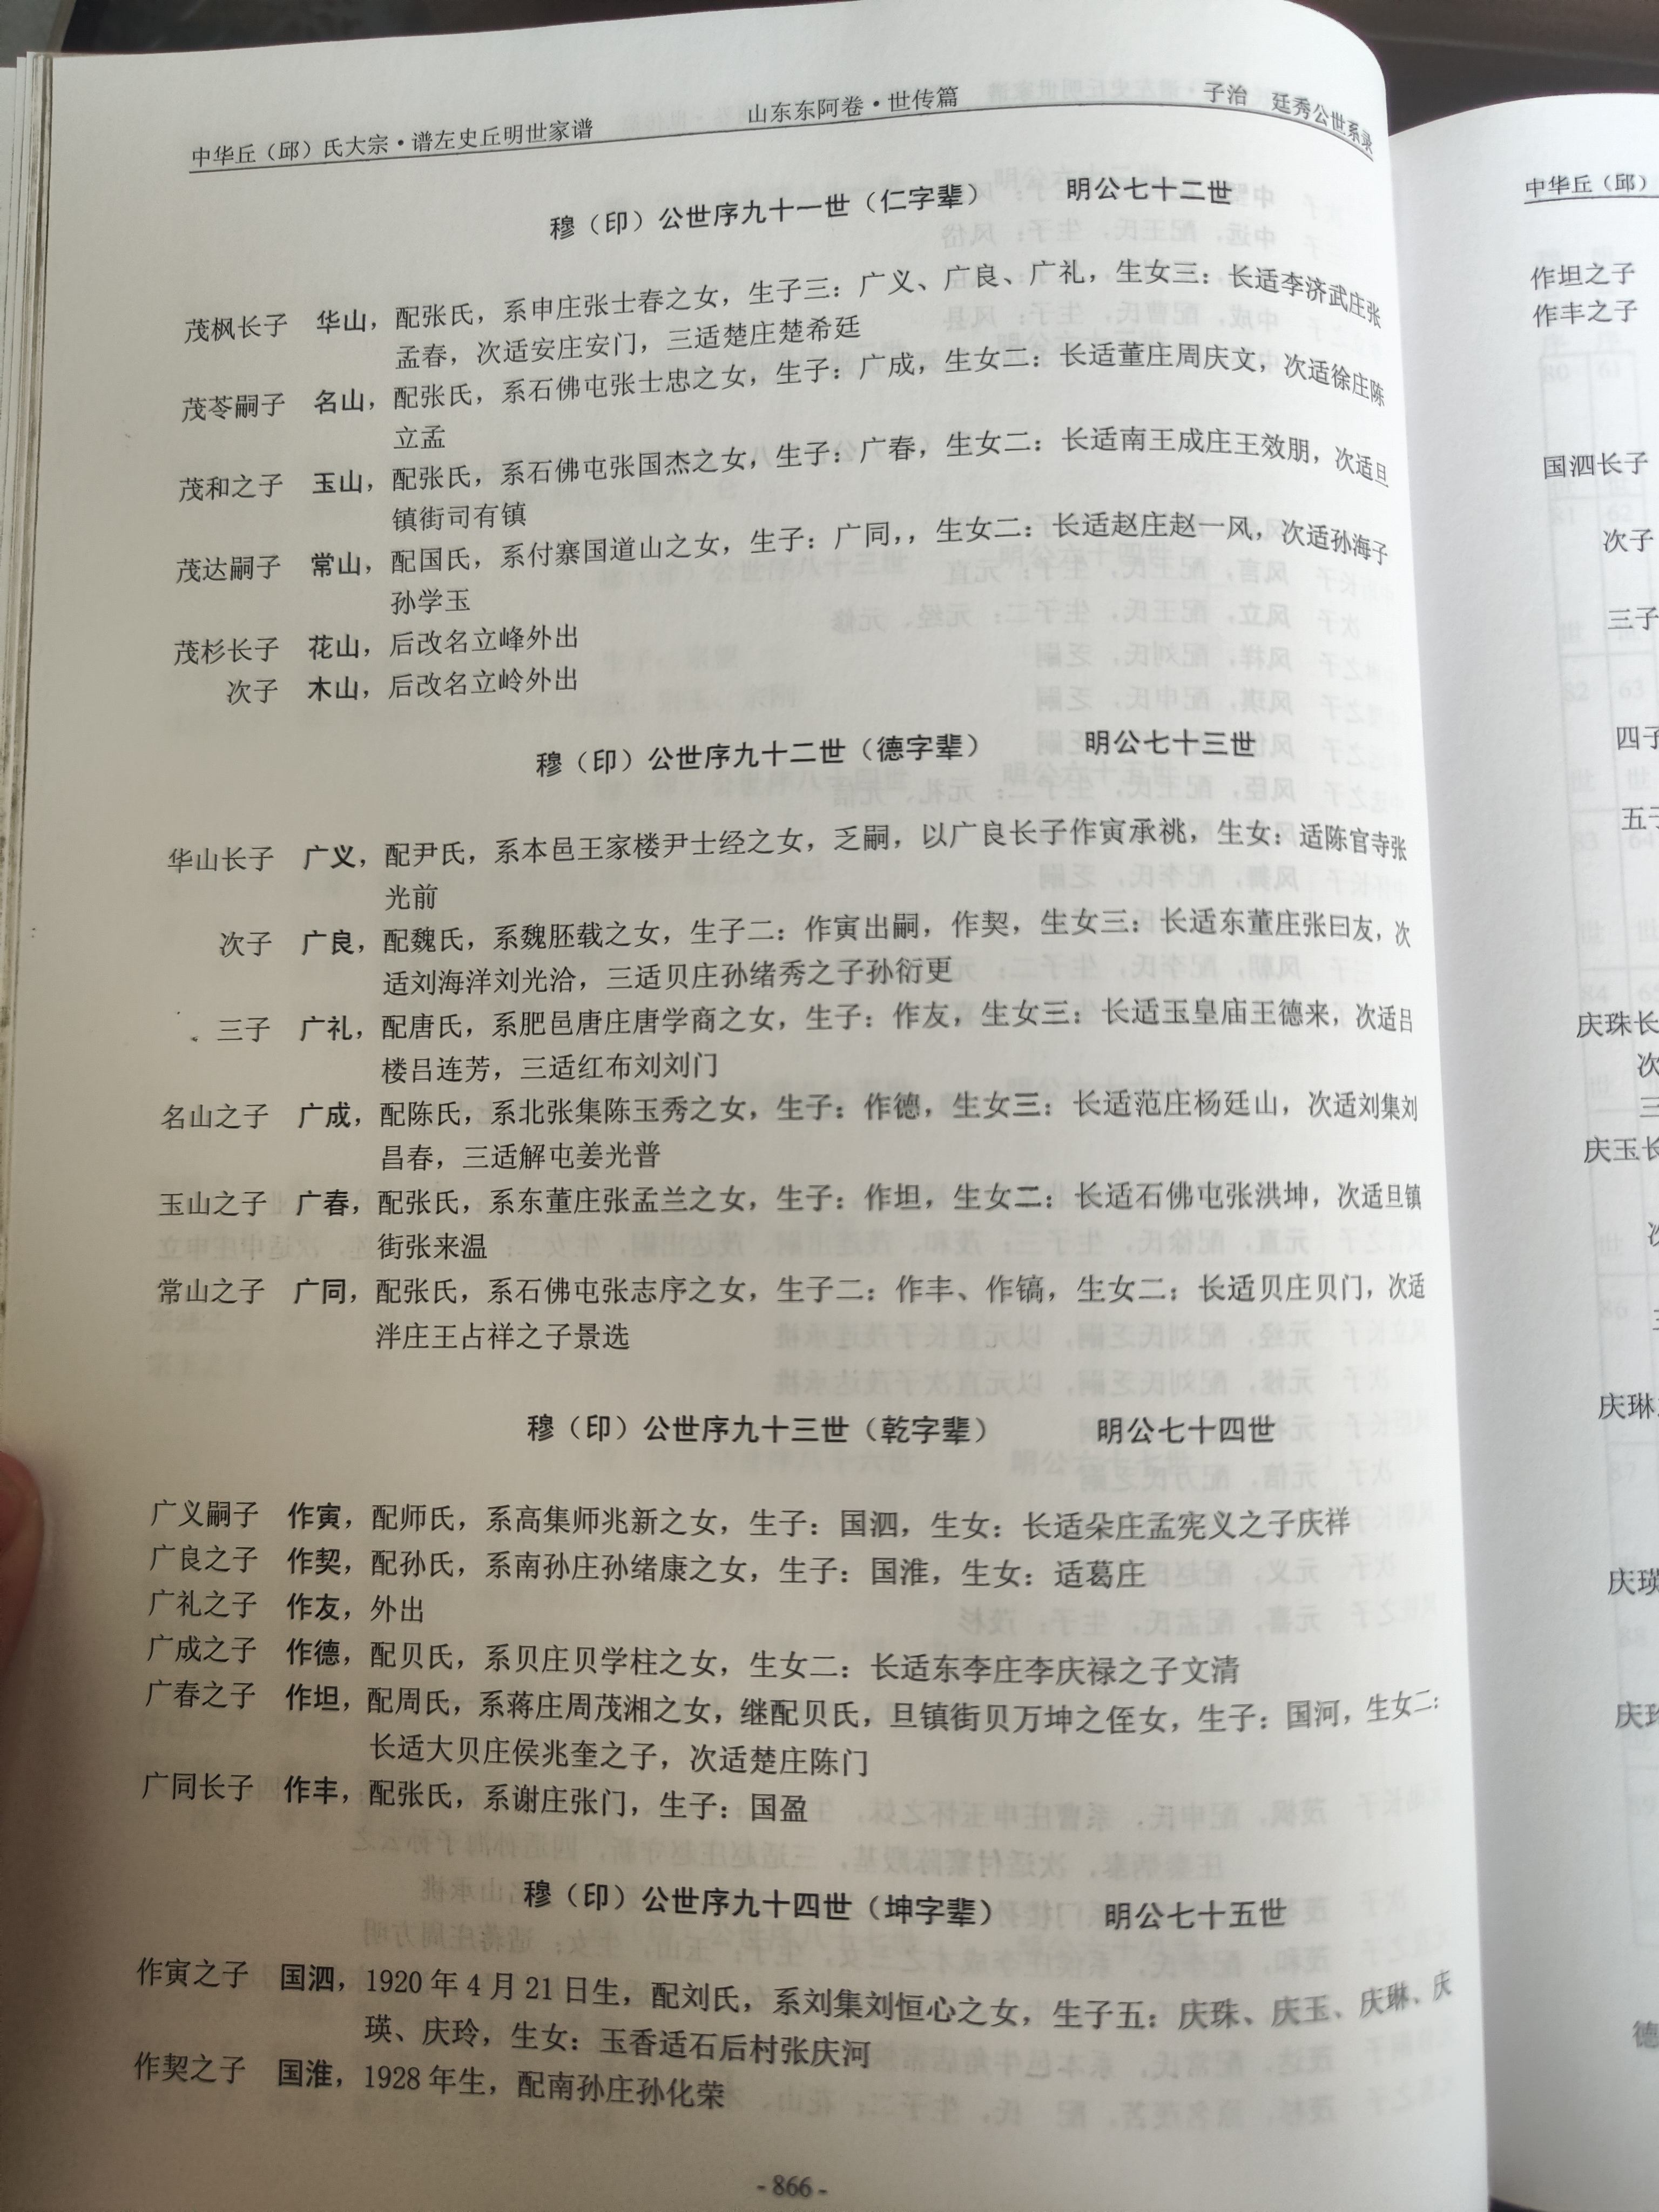 中华丘（邱）氏大宗·谱左史丘明世家谱 山东东阿卷·世传篇 子治 廷秀公世系录
穆（印）公世序九十一世（仁字辈） 明公七十二世
茂枫长子 华山，配张氏，系申庄张士春之女，生子三：广义、广良、广礼，生女三：长适李济武庄张
孟春，次适安庄安门，三适楚庄楚希廷
茂苓嗣子 名山，配张氏，系石佛屯张士忠之女，生子：广成，生女二：长适董庄周庆文，次适徐庄陈
立孟
茂和之子 玉山，配张氏，系石佛屯张国杰之女，生子：广春，生女二：长适南王成庄王效朋，次适旦
镇街司有镇
茂达嗣子 常山，配国氏，系付寨国道山之女，生子：广同，，生女二：长适赵庄赵一风，次适孙海子
孙学玉
茂杉长子 花山，后改名立峰外出
次子 木山，后改名立岭外出
穆（印）公世序九十二世（德字辈） 明公七十三世
华山长子 广义，配尹氏，系本邑王家楼尹士经之女，乏嗣，以广良长子作寅承祧，生女：适陈官寺张
光前
次子 广良，配魏氏，系魏胚载之女，生子二：作寅出嗣，作契，生女三：长适东董庄张曰友，次
适刘海洋刘光洽，三适贝庄孙绪秀之子孙衍更
三子 广礼，配唐氏，系肥邑唐庄唐学商之女，生子：作友，生女三：长适玉皇庙王德来，次适吕
楼吕连芳，三适红布刘刘门
名山之子 广成，配陈氏，系北张集陈玉秀之女，生子：作德，生女三：长适范庄杨廷山，次适刘集刘
昌春，三适解屯姜光普
玉山之子 广春，配张氏，系东董庄张孟兰之女，生子：作坦，生女二：长适石佛屯张洪坤，次适旦镇
街张来温
常山之子 广同，配张氏，系石佛屯张志序之女，生子二：作丰、作镐，生女二：长适贝庄贝门，次适
泮庄王占祥之子景选
穆（印）公世序九十三世（乾字辈） 明公七十四世
广义嗣子 作寅，配师氏，系高集师兆新之女，生子：国泗，生女：长适朵庄孟宪义之子庆祥
广良之子 作契，配孙氏，系南孙庄孙绪康之女，生子：国淮，生女：适葛庄
广礼之子 作友，外出
广成之子 作德，配贝氏，系贝庄贝学柱之女，生女二：长适东李庄李庆禄之子文清
广春之子 作坦，配周氏，系蒋庄周茂湘之女，继配贝氏，旦镇街贝万坤之侄女，生子：国河，生女二：
长适大贝庄侯兆奎之子，次适楚庄陈门
广同长子 作丰，配张氏，系谢庄张门，生子：国盈
穆（印）公世序九十四世（坤字辈） 明公七十五世
作寅之子 国泗，1920年4月21日生，配刘氏，系刘集刘恒心之女，生子五：庆珠、庆玉、庆琳、庆
瑛、庆玲，生女：玉香适石后村张庆河
作契之子 国淮，1928年生，配南孙庄孙化荣
- 866 -
中华丘（邱）
作坦之子
作丰之子
国泗长子
次子
三子
四子
五子
庆珠长
次
三
庆玉长
次
三
庆琳
庆瑛
庆玲
德